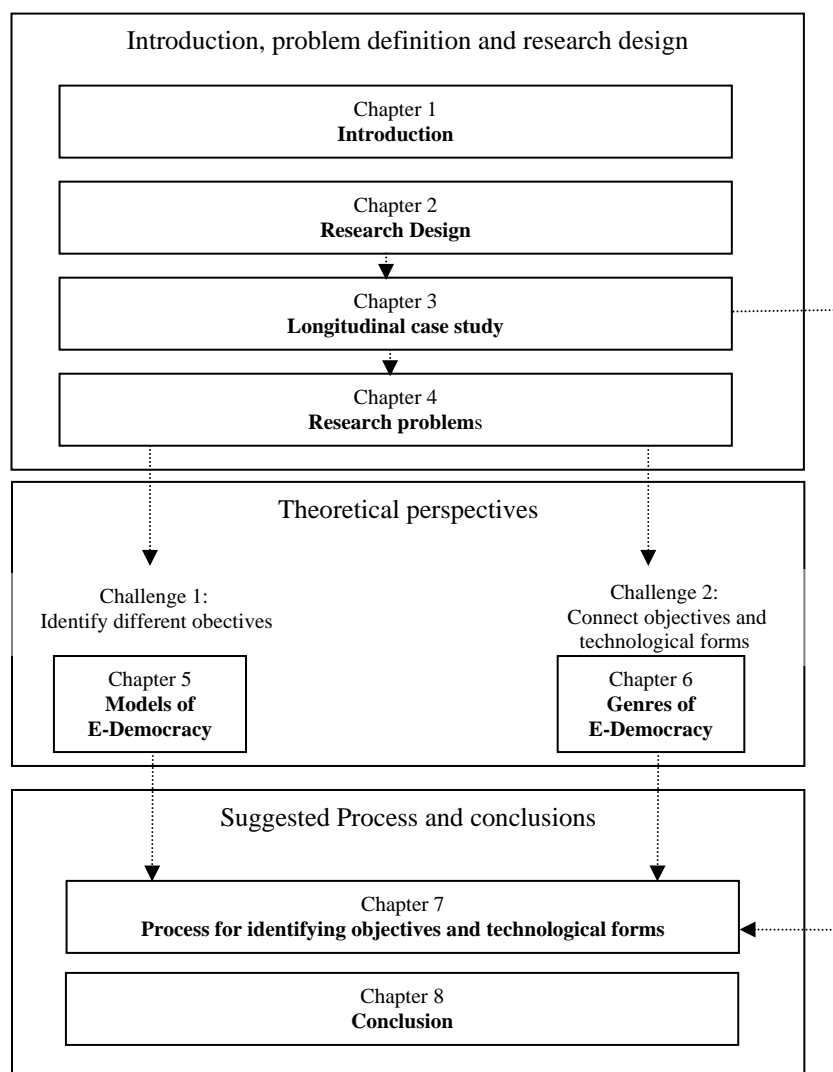 Introduction, problem definition and research design
Chapter 1
Introduction
Chapter 2
Research Design
Chapter 3
Longitudinal case study
Chapter 4
Research problems
Theoretical perspectives
Challenge 1:
Identify different obectives
Challenge 2:
Connect objectives and
technological forms
Chapter 5
Models of
E-Democracy
Chapter 6
Genres of
E-Democracy
Suggested Process and conclusions
Chapter 7
Process for identifying objectives and technological forms
Chapter 8
Conclusion